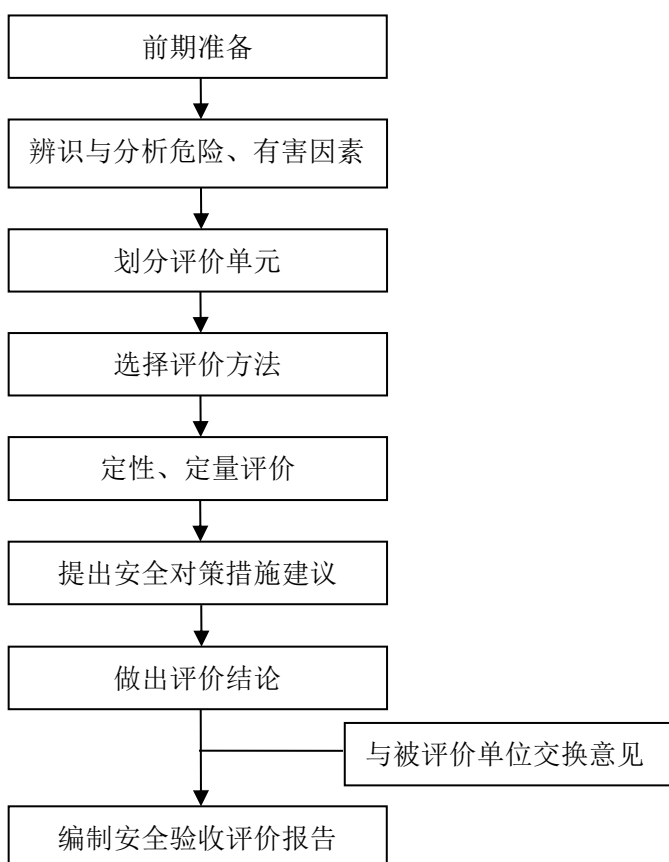 前期准备
辨识与分析危险、有害因素
划分评价单元
选择评价方法
定性、定量评价
提出安全对策措施建议
做出评价结论
与被评价单位交换意见
编制安全验收评价报告